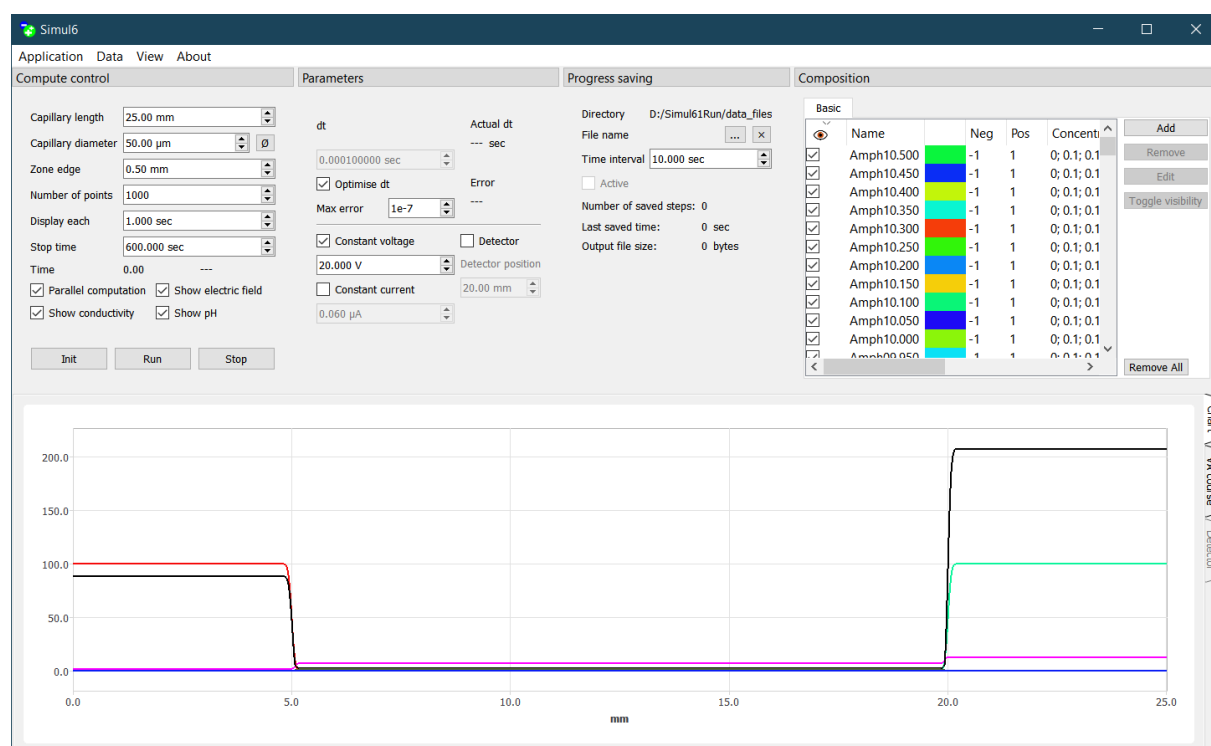 Simul6
Application Data View About
Compute control
Parameters
Progress saving
Composition
Capillary length 25.00 mm
Capillary diameter 50.00 µm Ø
Zone edge 0.50 mm
Number of points 1000
Display each 1.000 sec
Stop time 600.000 sec
Time 0.00 ---
Parallel computation Show electric field
Show conductivity Show pH
Init Run Stop
dt Actual dt
--- sec
0.000100000 sec
Optimise dt Error
Max error 1e-7 ---
Constant voltage Detector
20.000 V Detector position
Constant current 20.00 mm
0.060 µA
Directory D:/Simul61Run/data_files
File name ... ×
Time interval 10.000 sec
Active
Number of saved steps: 0
Last saved time: 0 sec
Output file size: 0 bytes
Basic
Name Neg Pos Concentr
Amph10.500 -1 1 0; 0.1; 0.1
Amph10.450 -1 1 0; 0.1; 0.1
Amph10.400 -1 1 0; 0.1; 0.1
Amph10.350 -1 1 0; 0.1; 0.1
Amph10.300 -1 1 0; 0.1; 0.1
Amph10.250 -1 1 0; 0.1; 0.1
Amph10.200 -1 1 0; 0.1; 0.1
Amph10.150 -1 1 0; 0.1; 0.1
Amph10.100 -1 1 0; 0.1; 0.1
Amph10.050 -1 1 0; 0.1; 0.1
Amph10.000 -1 1 0; 0.1; 0.1
Amph09.950 -1 1 0; 0.1; 0.1
Add
Remove
Edit
Toggle visibility
Remove All
200.0
150.0
100.0
50.0
0.0
0.0 5.0 10.0 15.0 20.0 25.0
mm
Detector